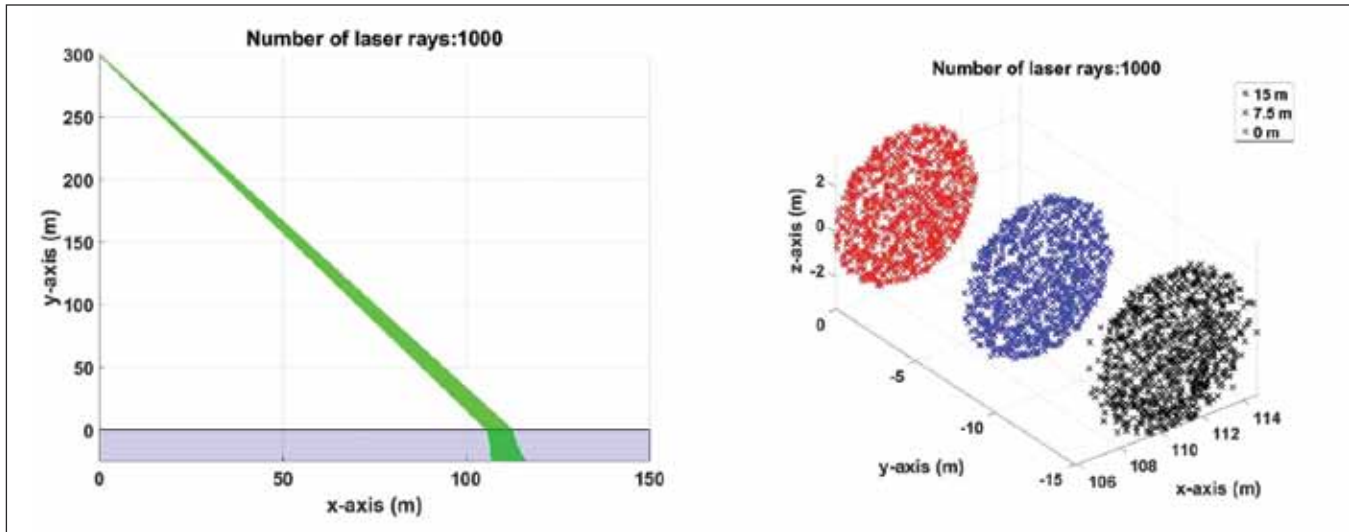 Number of laser rays:1000
300
250
200
150
100
50
0
y-axis (m)
0
50
100
150
x-axis (m)
Number of laser rays:1000
× 15 m
× 7.5 m
× 0 m
2
0
-2
z-axis (m)
0
-5
-10
-15
y-axis (m)
106
108
110
112
114
x-axis (m)